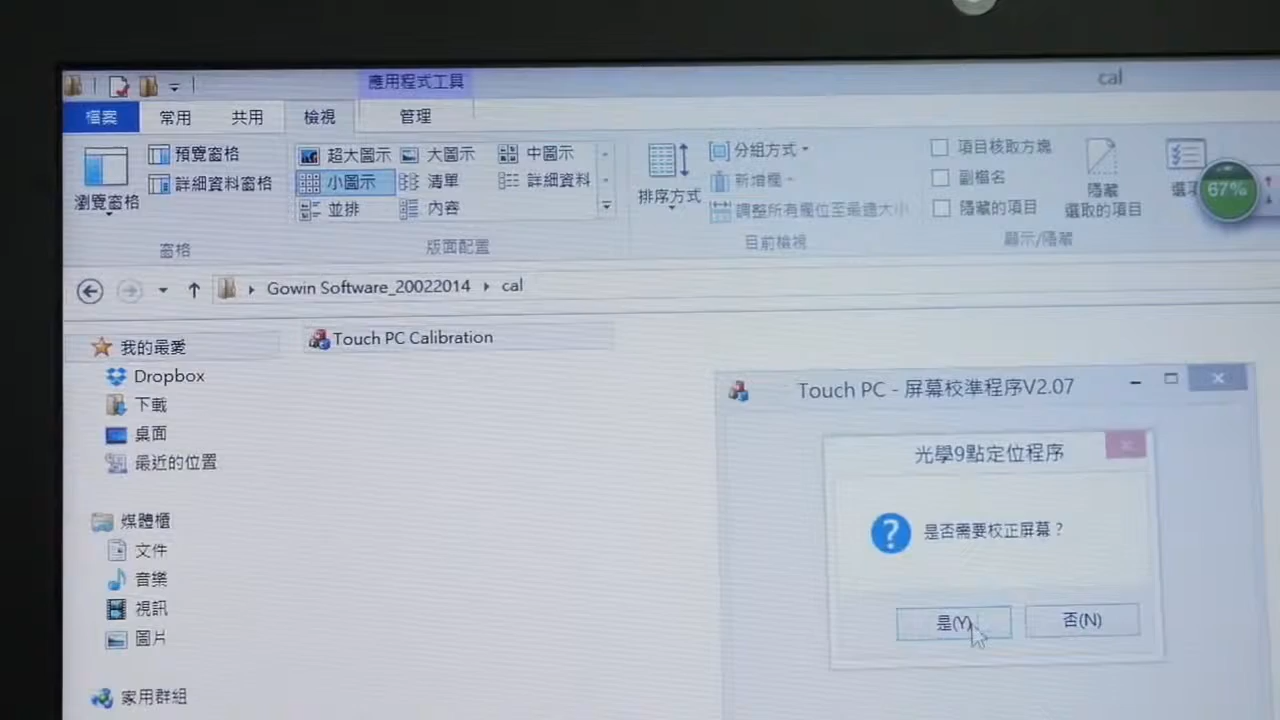 應用程式工具
cal
檔案 常用 共用 檢視 管理
瀏覽窗格
預覽窗格
詳細資料窗格
窗格
超大圖示 大圖示 中圖示
小圖示 清單 詳細資料
並排 內容
版面配置
排序方式
分組方式
新增欄
調整所有欄位至最適大小
目前檢視
項目核取方塊
副檔名
隱藏的項目
隱藏
選取的項目
顯示/隱藏
選項
67%
Gowin Software_20022014 cal
我的最愛
Dropbox
下載
桌面
最近的位置
媒體櫃
文件
音樂
視訊
圖片
家用群組
Touch PC Calibration
Touch PC - 屏幕校準程序V2.07
光學9點定位程序
是否需要校正屏幕？
是(Y)
否(N)